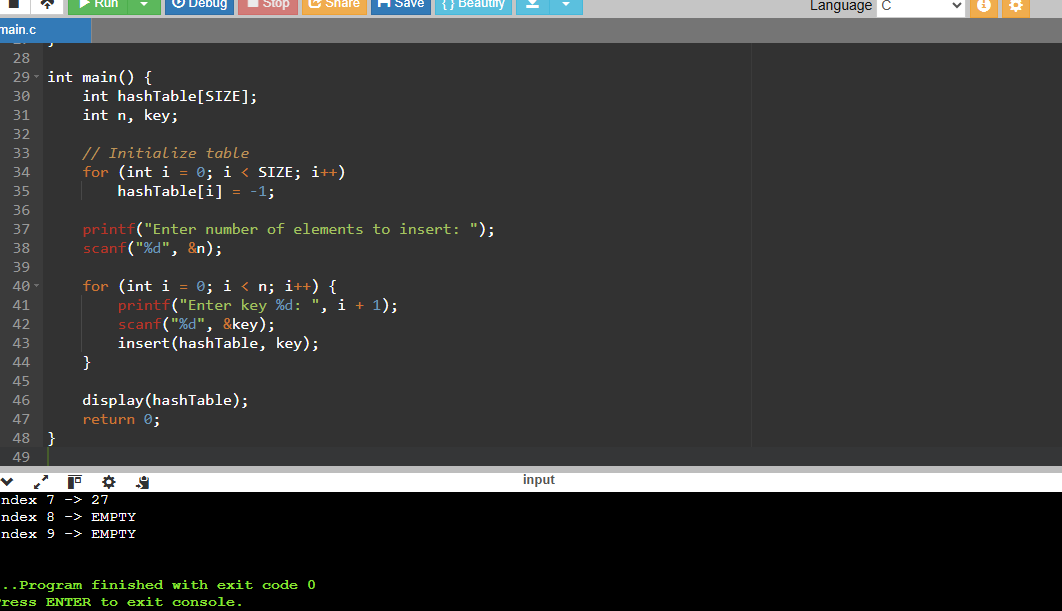 Run Debug Stop Share Save { } Beautify Language C
main.c
28
29 int main() {
30 int hashTable[SIZE];
31 int n, key;
32
33 // Initialize table
34 for (int i = 0; i < SIZE; i++)
35 hashTable[i] = -1;
36
37 printf("Enter number of elements to insert: ");
38 scanf("%d", &n);
39
40 for (int i = 0; i < n; i++) {
41 printf("Enter key %d: ", i + 1);
42 scanf("%d", &key);
43 insert(hashTable, key);
44 }
45
46 display(hashTable);
47 return 0;
48 }
49
input
ndex 7 -> 27
ndex 8 -> EMPTY
ndex 9 -> EMPTY
..Program finished with exit code 0
ress ENTER to exit console.